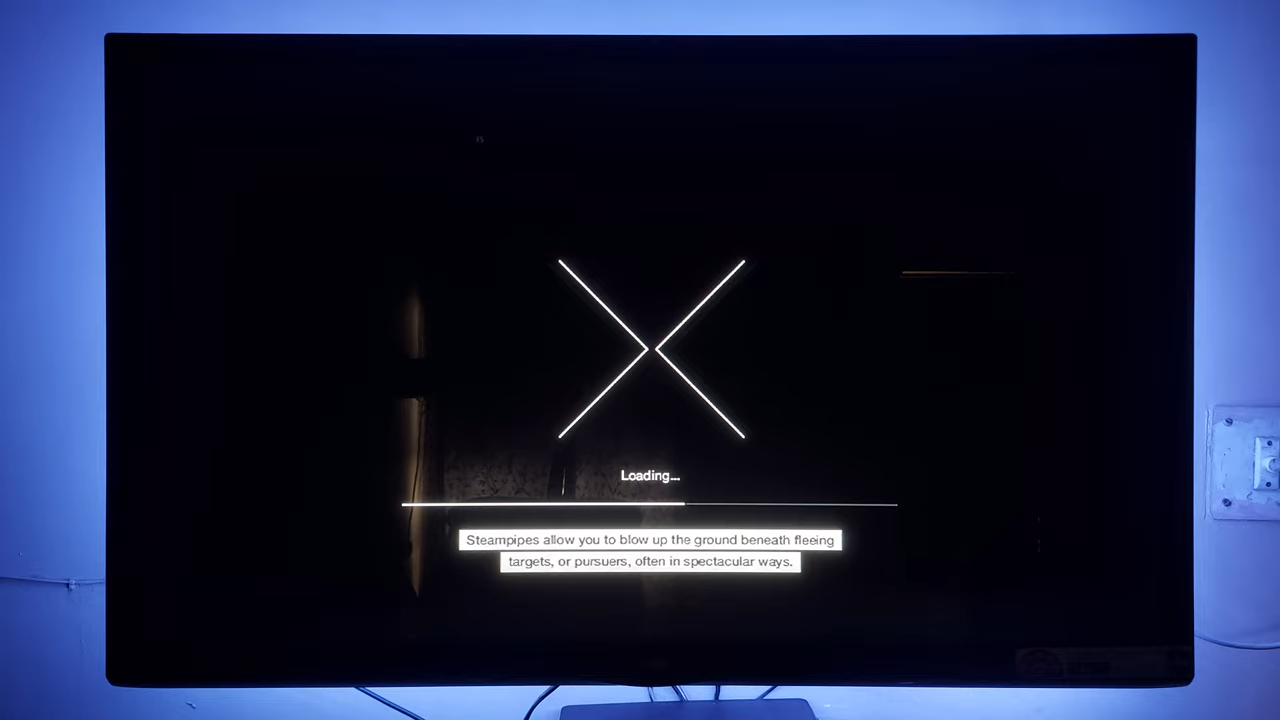 Loading...
Steampipes allow you to blow up the ground beneath fleeing
targets, or pursuers, often in spectacular ways.